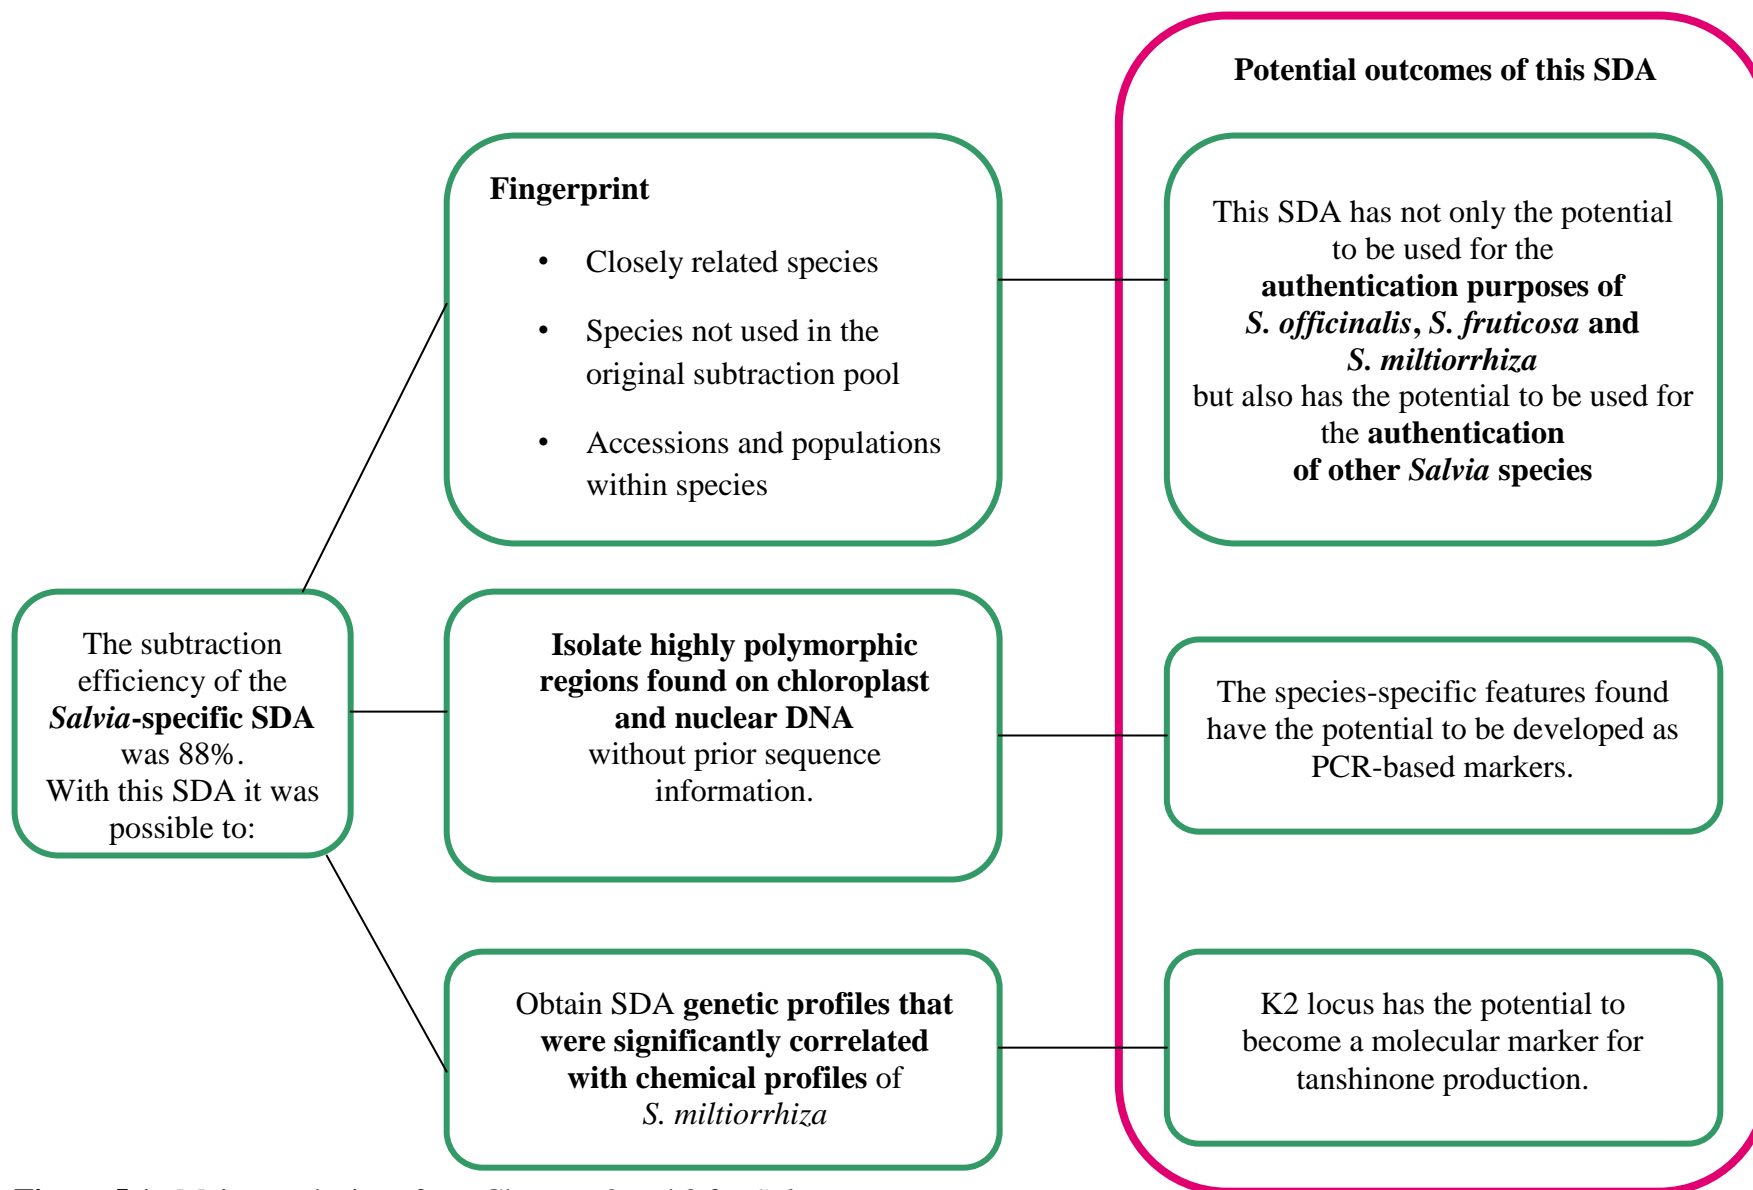 Potential outcomes of this SDA
Fingerprint
• Closely related species
• Species not used in the
original subtraction pool
• Accessions and populations
within species
This SDA has not only the potential
to be used for the
authentication purposes of
S. officinalis, S. fruticosa and
S. miltiorrhiza
but also has the potential to be used for
the authentication
of other Salvia species
The subtraction
efficiency of the
Salvia-specific SDA
was 88%.
With this SDA it was
possible to:
Isolate highly polymorphic
regions found on chloroplast
and nuclear DNA
without prior sequence
information.
The species-specific features found
have the potential to be developed as
PCR-based markers.
Obtain SDA genetic profiles that
were significantly correlated
with chemical profiles of
S. miltiorrhiza
K2 locus has the potential to
become a molecular marker for
tanshinone production.